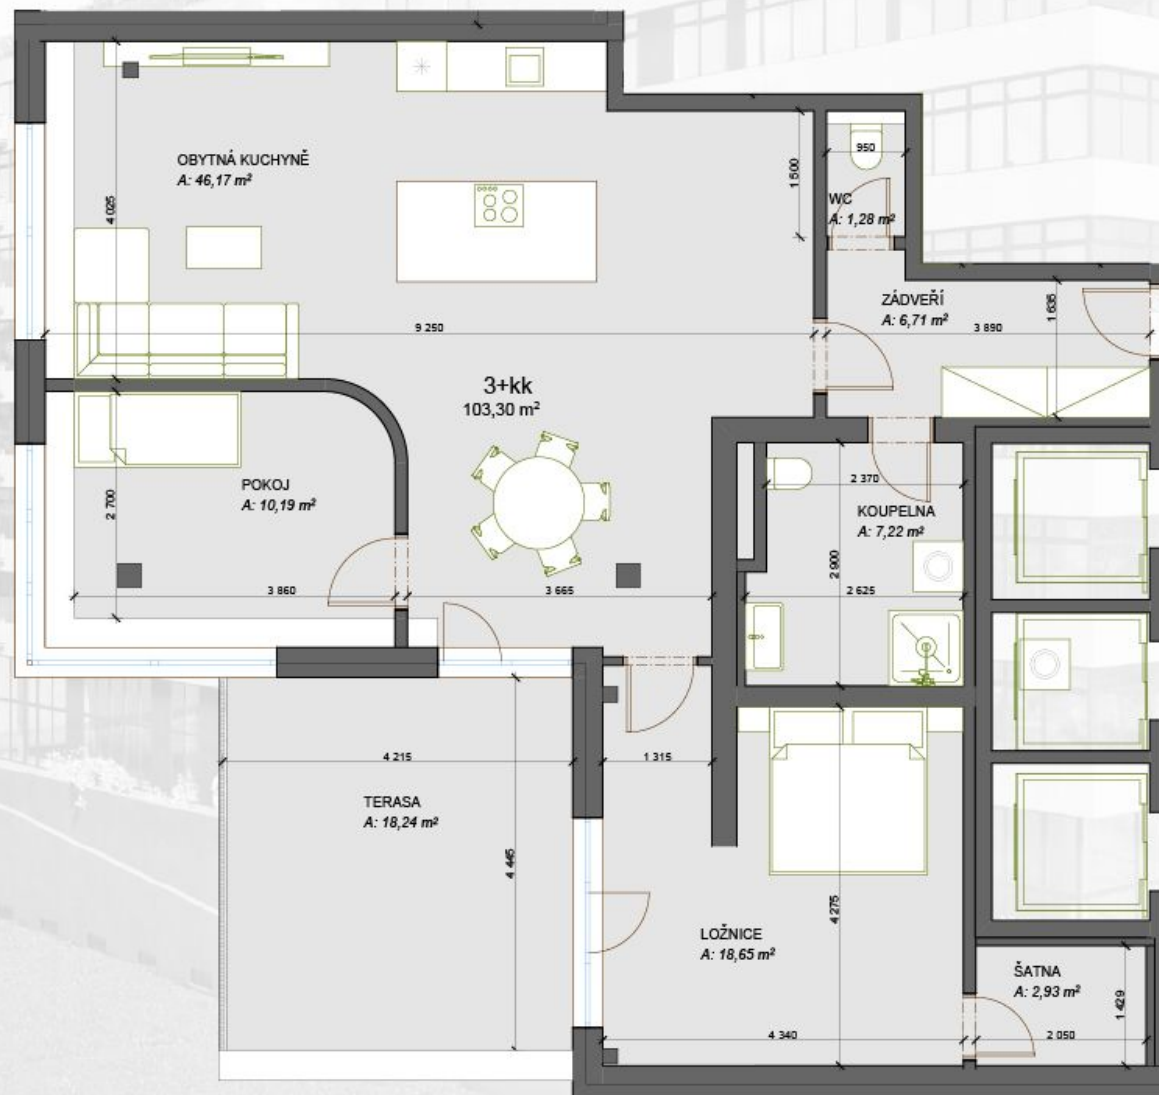 OBYTNÁ KUCHYNĚ
A: 46,17 m²
4 025
950
1 500
WC
A: 1,28 m²
ZÁDVEŘÍ
A: 6,71 m²
1 635
9 250
3 890
3+kk
103,30 m²
POKOJ
A: 10,19 m²
2 700
3 860
3 665
2 370
KOUPELNA
A: 7,22 m²
2 900
2 625
4 215
1 315
TERASA
A: 18,24 m²
4 445
4 275
LOŽNICE
A: 18,65 m²
ŠATNA
A: 2,93 m²
1 429
4 340
2 050